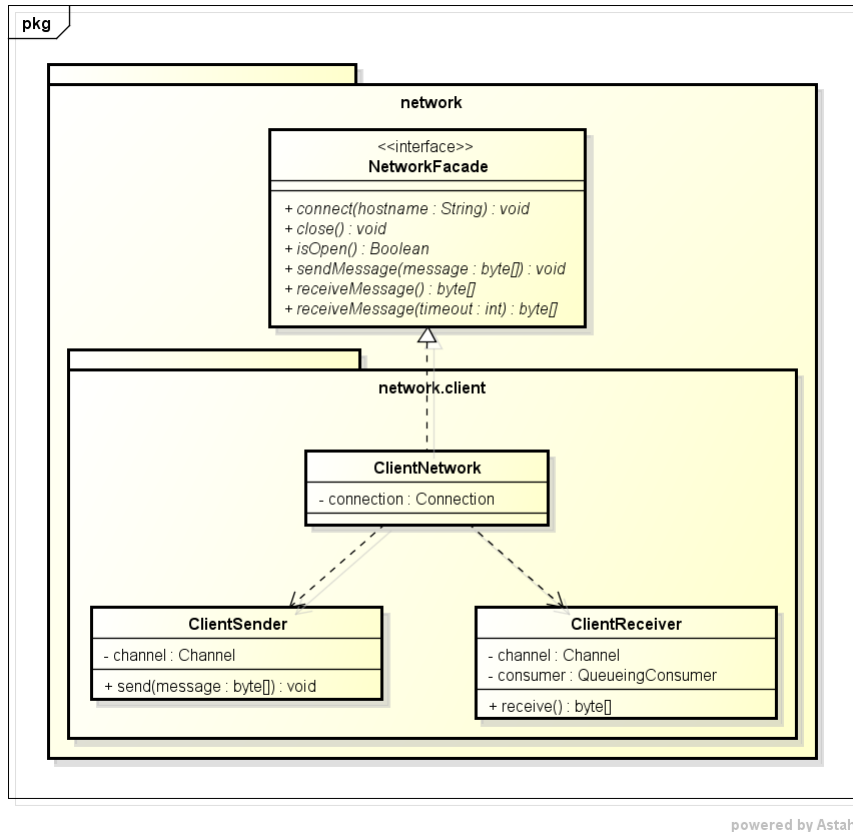 pkg
network
<<interface>>
NetworkFacade
+ connect(hostname : String) : void
+ close() : void
+ isOpen() : Boolean
+ sendMessage(message : byte[]) : void
+ receiveMessage() : byte[]
+ receiveMessage(timeout : int) : byte[]
network.client
ClientNetwork
- connection : Connection
ClientSender
- channel : Channel
+ send(message : byte[]) : void
ClientReceiver
- channel : Channel
- consumer : QueueingConsumer
+ receive() : byte[]
powered by Astah